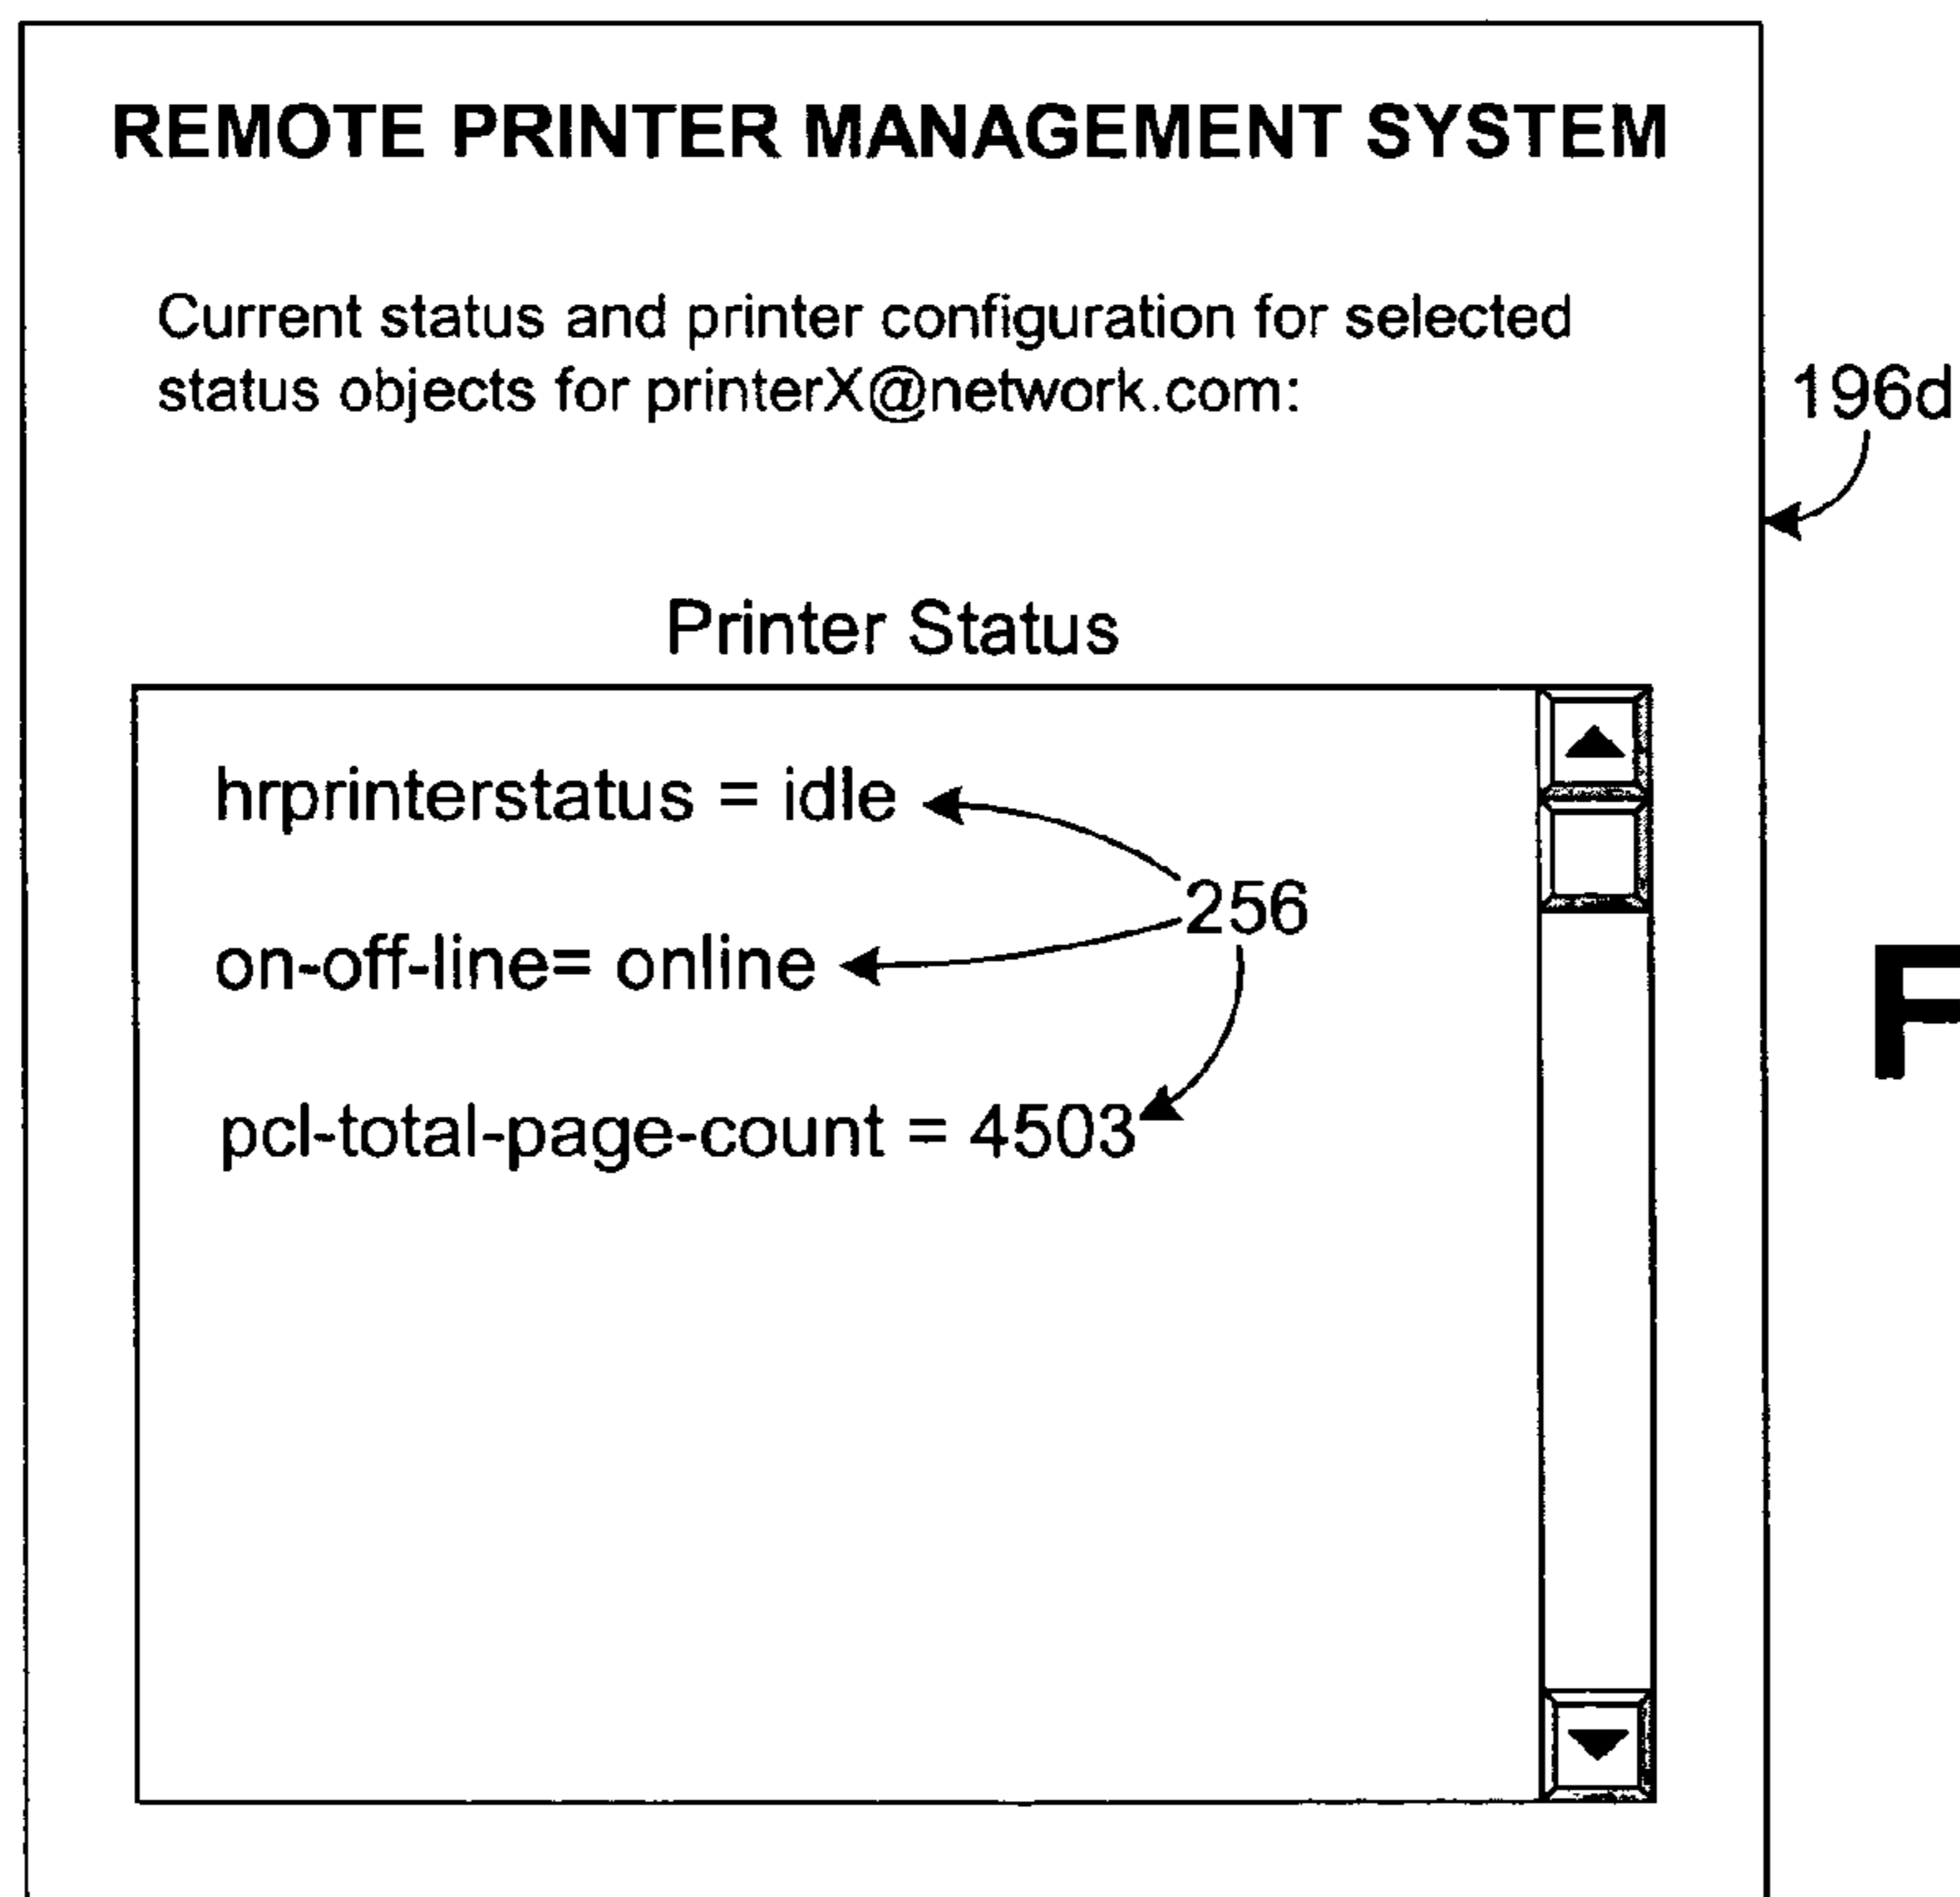 REMOTE PRINTER MANAGEMENT SYSTEM
Current status and printer configuration for selected
status objects for printerX@network.com:
196d
Printer Status
hrprinterstatus = idle
256
on-off-line= online
pcl-total-page-count = 4503